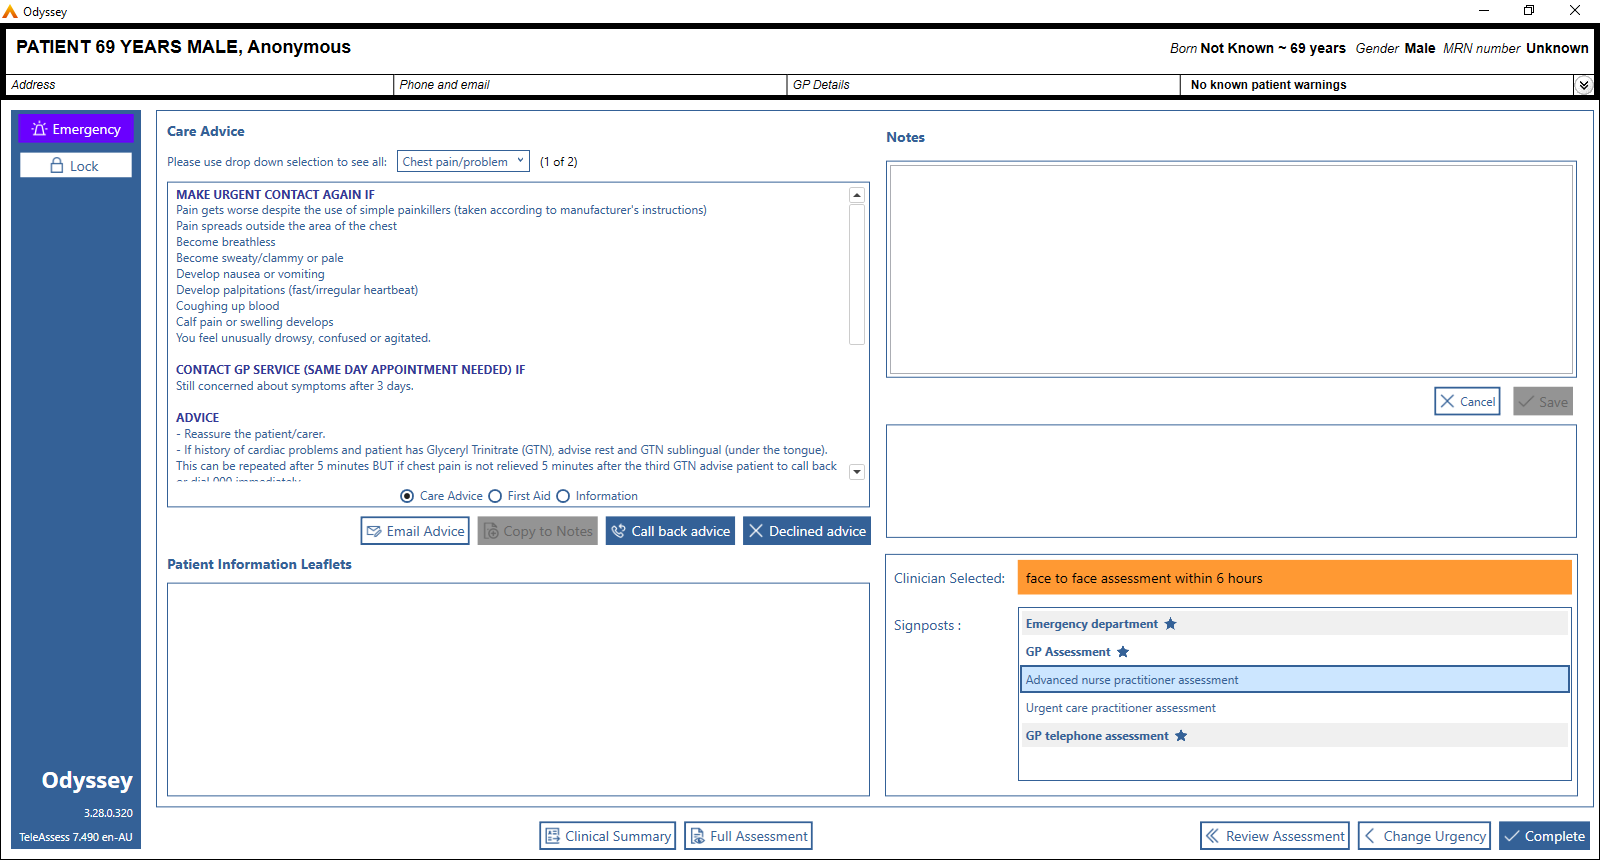 Odyssey
PATIENT 69 YEARS MALE, Anonymous
Born Not Known ~ 69 years Gender Male MRN number Unknown
Address
Phone and email
GP Details
No known patient warnings
Emergency
Lock
Care Advice
Please use drop down selection to see all: Chest pain/problem (1 of 2)
MAKE URGENT CONTACT AGAIN IF
Pain gets worse despite the use of simple painkillers (taken according to manufacturer's instructions)
Pain spreads outside the area of the chest
Become breathless
Become sweaty/clammy or pale
Develop nausea or vomiting
Develop palpitations (fast/irregular heartbeat)
Coughing up blood
Calf pain or swelling develops
You feel unusually drowsy, confused or agitated.
CONTACT GP SERVICE (SAME DAY APPOINTMENT NEEDED) IF
Still concerned about symptoms after 3 days.
ADVICE
- Reassure the patient/carer.
- If history of cardiac problems and patient has Glyceryl Trinitrate (GTN), advise rest and GTN sublingual (under the tongue).
This can be repeated after 5 minutes BUT if chest pain is not relieved 5 minutes after the third GTN advise patient to call back
or dial 000 immediately
Care Advice First Aid Information
Email Advice
Copy to Notes
Call back advice
Declined advice
Patient Information Leaflets
Notes
Cancel
Save
Clinician Selected: face to face assessment within 6 hours
Signposts :
Emergency department
GP Assessment
Advanced nurse practitioner assessment
Urgent care practitioner assessment
GP telephone assessment
Odyssey
3.28.0.320
TeleAssess 7.490 en-AU
Clinical Summary
Full Assessment
Review Assessment
Change Urgency
Complete